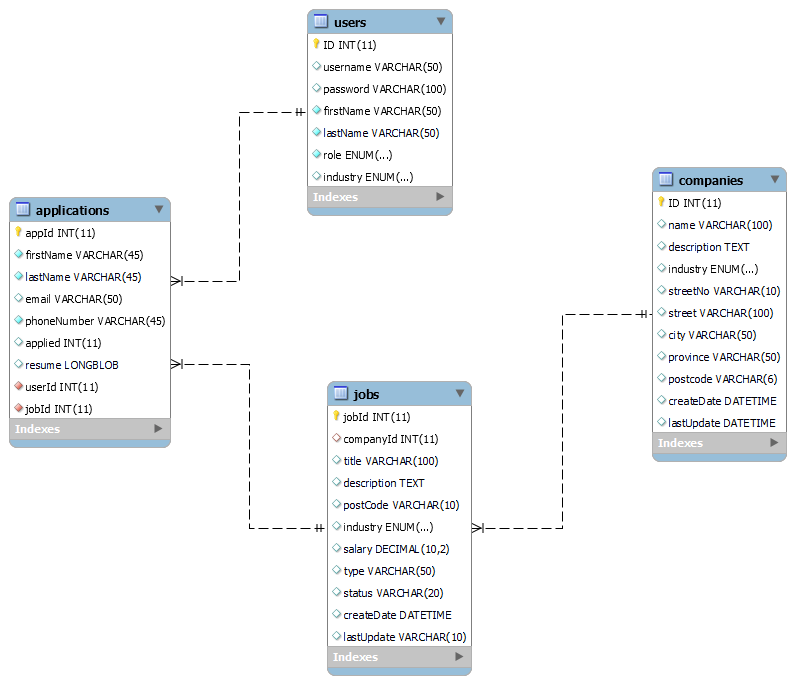 users
ID INT(11)
username VARCHAR(50)
password VARCHAR(100)
firstName VARCHAR(50)
lastName VARCHAR(50)
role ENUM(...)
industry ENUM(...)
Indexes
applications
appId INT(11)
firstName VARCHAR(45)
lastName VARCHAR(45)
email VARCHAR(50)
phoneNumber VARCHAR(45)
applied INT(11)
resume LONGBLOB
userId INT(11)
jobId INT(11)
Indexes
companies
ID INT(11)
name VARCHAR(100)
description TEXT
industry ENUM(...)
streetNo VARCHAR(10)
street VARCHAR(100)
city VARCHAR(50)
province VARCHAR(50)
postcode VARCHAR(6)
createDate DATETIME
lastUpdate DATETIME
Indexes
jobs
jobId INT(11)
companyId INT(11)
title VARCHAR(100)
description TEXT
postCode VARCHAR(10)
industry ENUM(...)
salary DECIMAL(10,2)
type VARCHAR(50)
status VARCHAR(20)
createDate DATETIME
lastUpdate VARCHAR(10)
Indexes